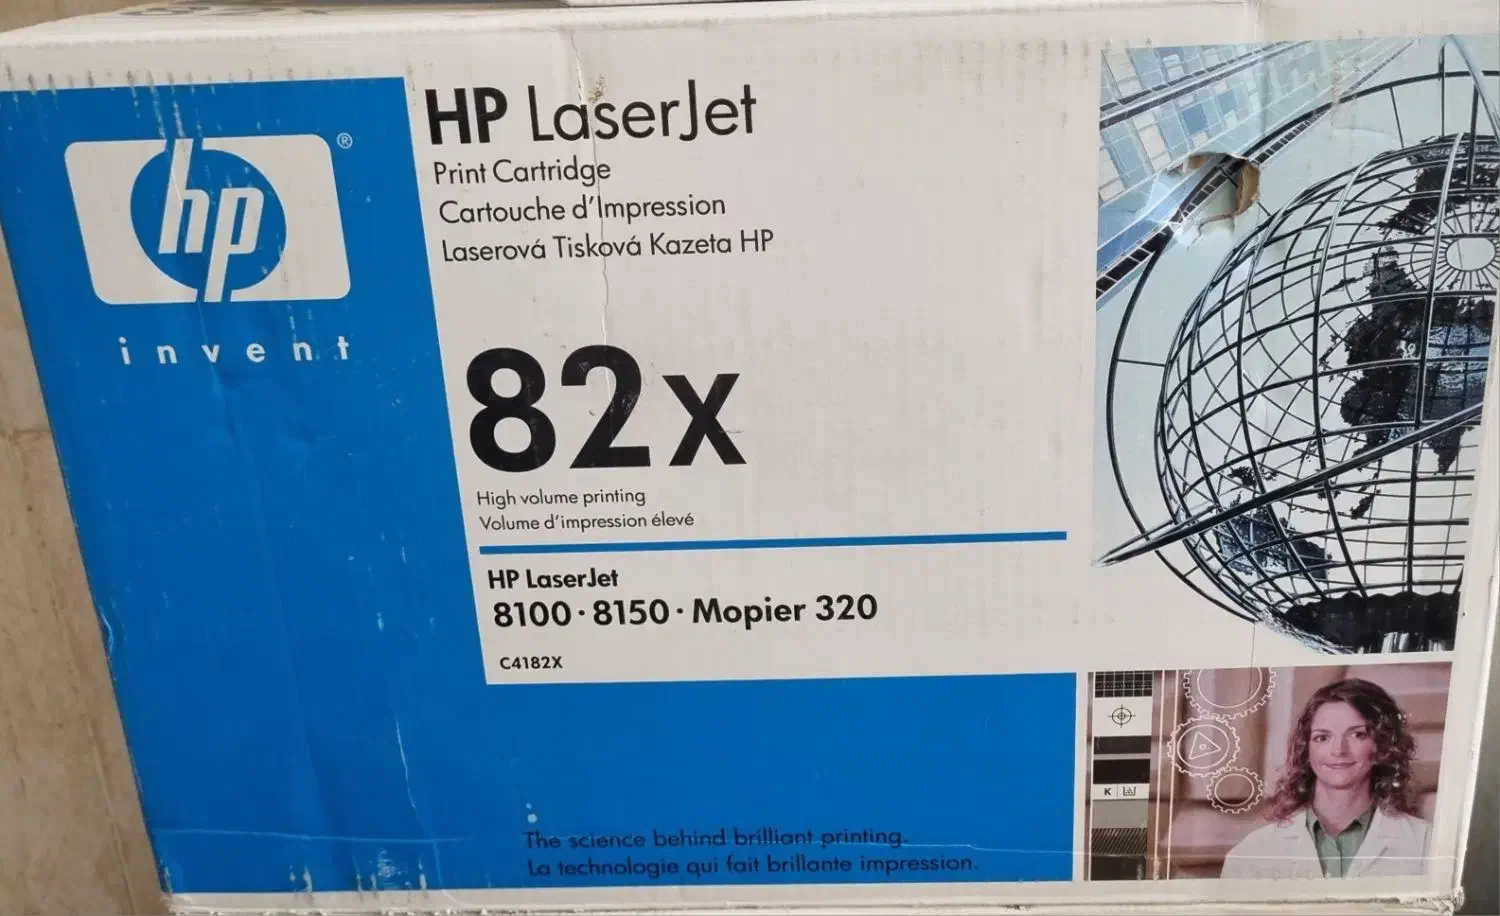 hp®
invent
HP LaserJet
Print Cartridge
Cartouche d'Impression
Laserová Tisková Kazeta HP
82x
High volume printing
Volume d'impression élevé
HP LaserJet
8100 · 8150 · Mopier 320
C4182X
K
The science behind brilliant printing.
La technologie qui fait brillante impression.